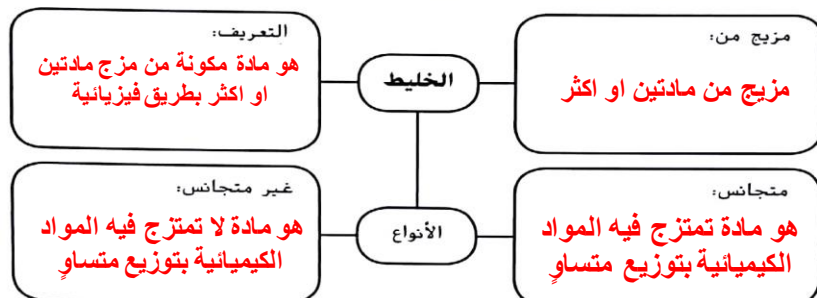 مزيج من:
مزيج من مادتين او اكثر
الخليط
التعريف:
هو مادة مكونة من مزج مادتين
او اكثر بطريق فيزيائية
متجانس:
هو مادة تمتزج فيه المواد
الكيميائية بتوزيع متساوٍ
الأنواع
غير متجانس:
هو مادة لا تمتزج فيه المواد
الكيميائية بتوزيع متساوٍ